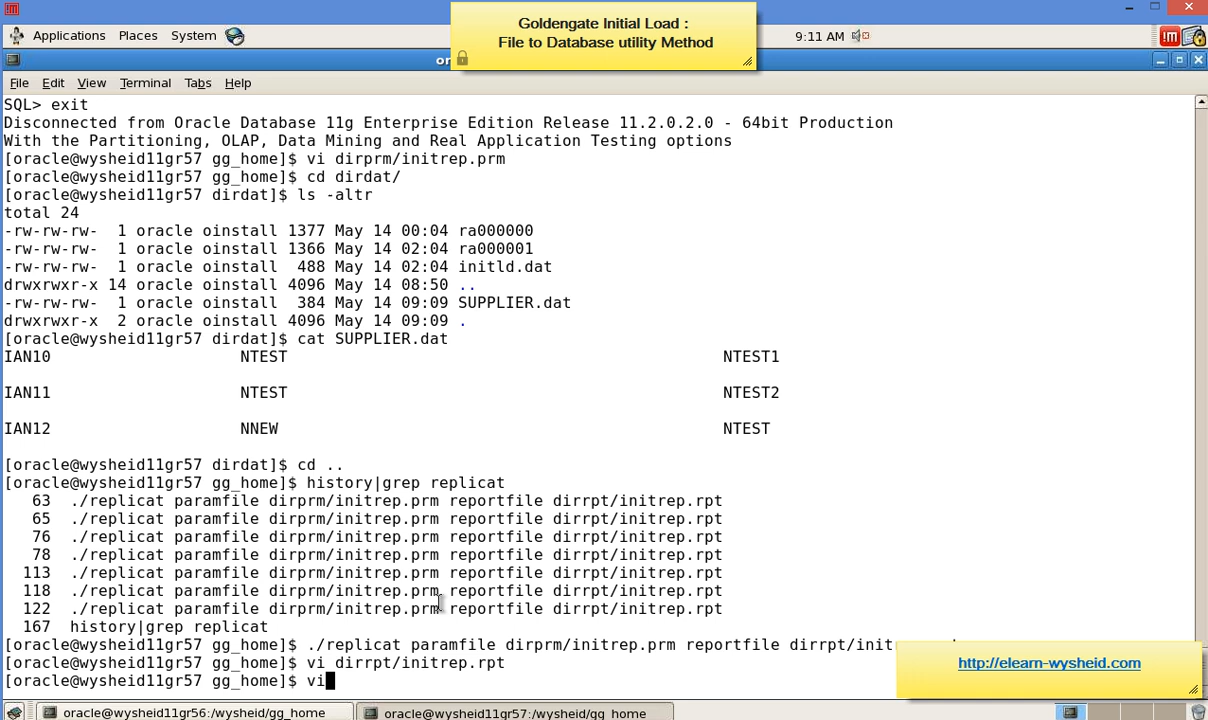 Goldengate Initial Load :
File to Database utility Method
Applications Places System 9:11 AM
or
File Edit View Terminal Tabs Help
SQL> exit
Disconnected from Oracle Database 11g Enterprise Edition Release 11.2.0.2.0 - 64bit Production
With the Partitioning, OLAP, Data Mining and Real Application Testing options
[oracle@wysheid11gr57 gg_home]$ vi dirprm/initrep.prm
[oracle@wysheid11gr57 gg_home]$ cd dirdat/
[oracle@wysheid11gr57 dirdat]$ ls -altr
total 24
-rw-rw-rw-  1 oracle oinstall 1377 May 14 00:04 ra000000
-rw-rw-rw-  1 oracle oinstall 1366 May 14 02:04 ra000001
-rw-rw-rw-  1 oracle oinstall  488 May 14 02:04 initld.dat
drwxrwxr-x 14 oracle oinstall 4096 May 14 08:50 ..
-rw-rw-rw-  1 oracle oinstall  384 May 14 09:09 SUPPLIER.dat
drwxrwxr-x  2 oracle oinstall 4096 May 14 09:09 .
[oracle@wysheid11gr57 dirdat]$ cat SUPPLIER.dat
IAN10 NTEST NTEST1
IAN11 NTEST NTEST2
IAN12 NNEW NTEST
[oracle@wysheid11gr57 dirdat]$ cd ..
[oracle@wysheid11gr57 gg_home]$ history|grep replicat
63  ./replicat paramfile dirprm/initrep.prm reportfile dirrpt/initrep.rpt
65  ./replicat paramfile dirprm/initrep.prm reportfile dirrpt/initrep.rpt
76  ./replicat paramfile dirprm/initrep.prm reportfile dirrpt/initrep.rpt
78  ./replicat paramfile dirprm/initrep.prm reportfile dirrpt/initrep.rpt
113  ./replicat paramfile dirprm/initrep.prm reportfile dirrpt/initrep.rpt
118  ./replicat paramfile dirprm/initrep.prm reportfile dirrpt/initrep.rpt
122  ./replicat paramfile dirprm/initrep.prm reportfile dirrpt/initrep.rpt
167  history|grep replicat
[oracle@wysheid11gr57 gg_home]$ ./replicat paramfile dirprm/initrep.prm reportfile dirrpt/init
[oracle@wysheid11gr57 gg_home]$ vi dirrpt/initrep.rpt
[oracle@wysheid11gr57 gg_home]$ vi
http://elearn-wysheid.com
oracle@wysheid11gr56:/wysheid/gg_home oracle@wysheid11gr57:/wysheid/gg_home